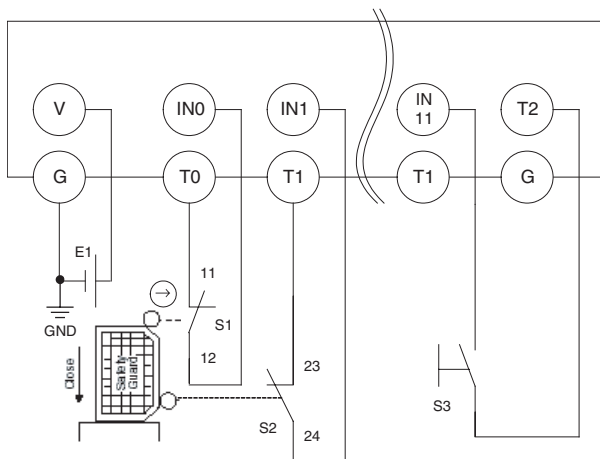 V
IN0
IN1
IN
11
T2
G
T0
T1
T1
G
E1
11
S1
GND
12
Close
Safety
Guard
23
S2
24
S3